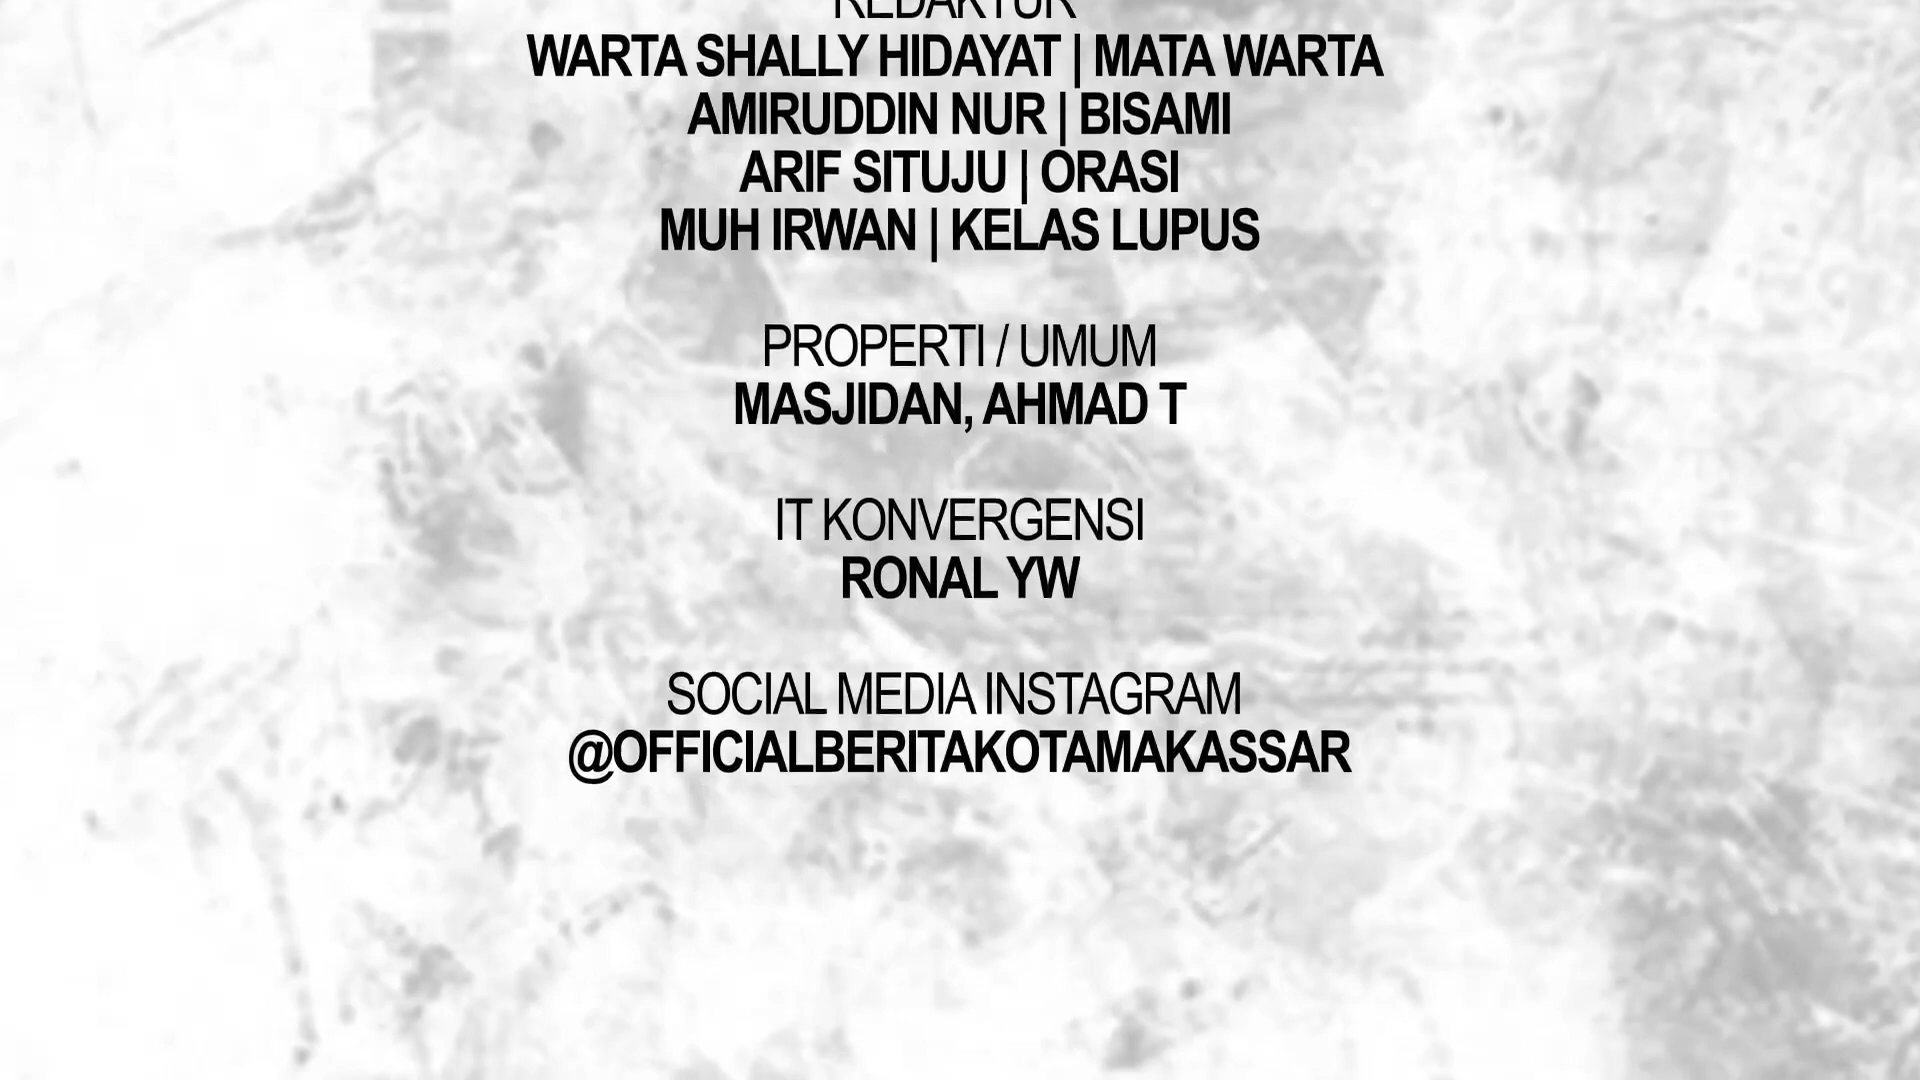 REDAKTUR
WARTA SHALLY HIDAYAT | MATA WARTA
AMIRUDDIN NUR | BISAMI
ARIF SITUJU | ORASI
MUH IRWAN | KELAS LUPUS
PROPERTI / UMUM
MASJIDAN, AHMAD T
IT KONVERGENSI
RONAL YW
SOCIAL MEDIA INSTAGRAM
@OFFICIALBERITAKOTAMAKASSAR